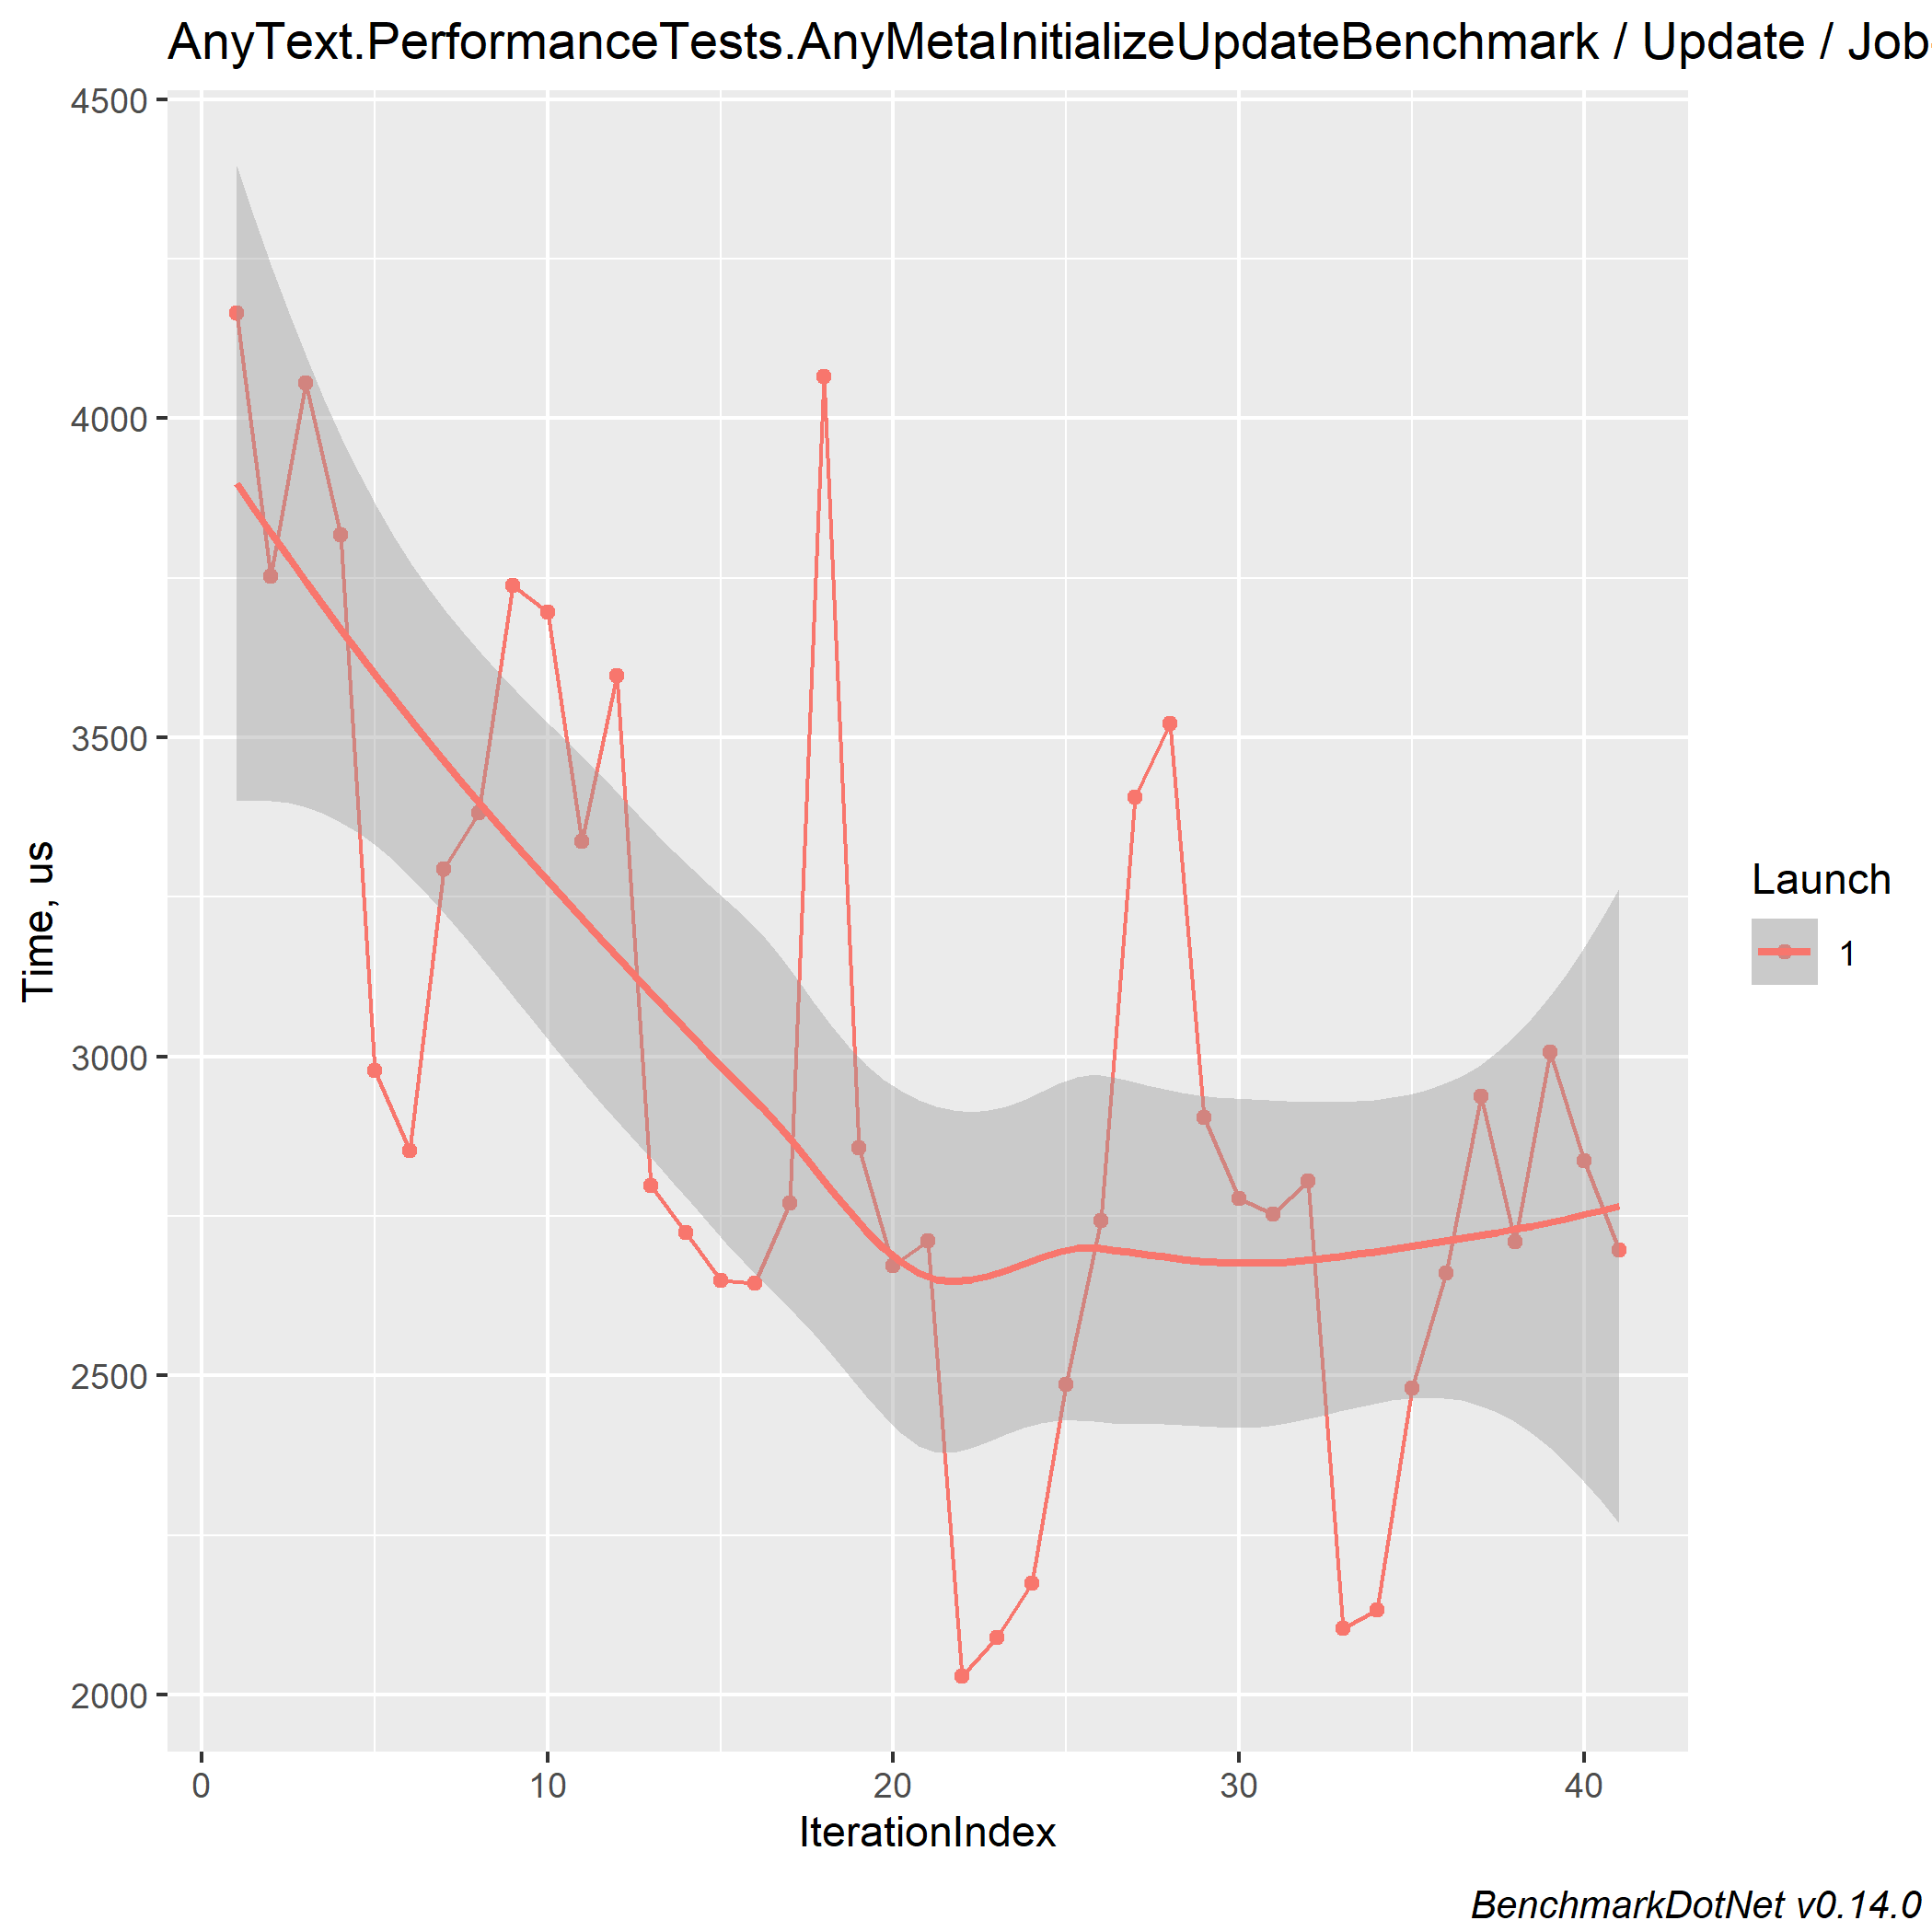 AnyText.PerformanceTests.AnyMetaInitializeUpdateBenchmark / Update / Job
4500
4000
3500
3000
2500
2000
Time, us
0 10 20 30 40
IterationIndex
Launch
1
BenchmarkDotNet v0.14.0